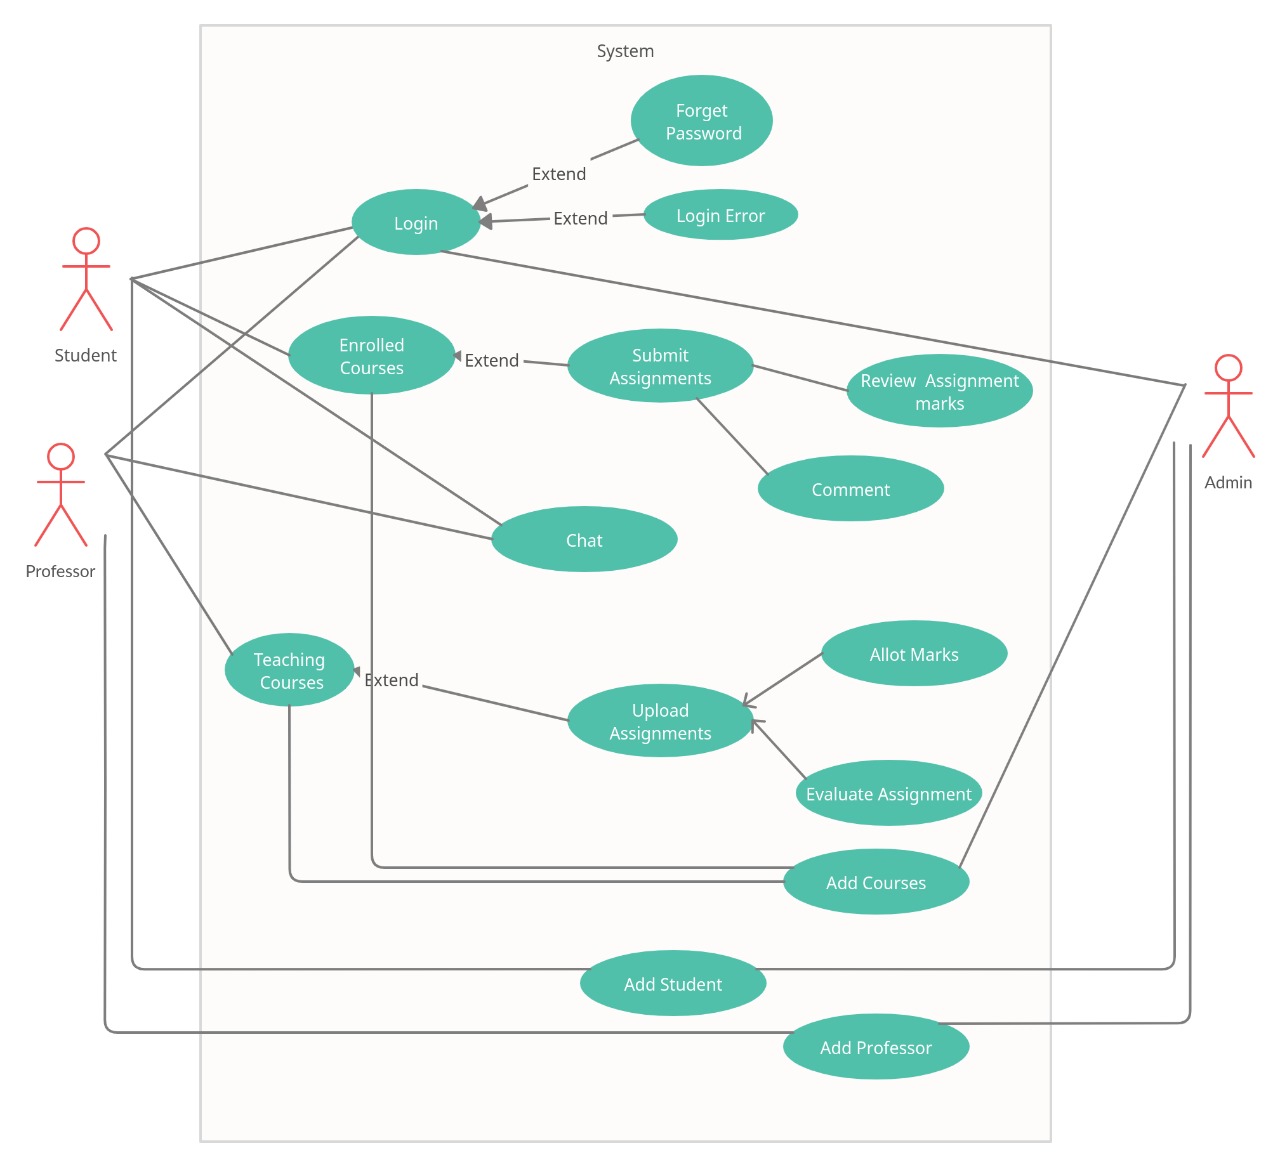 System
Forget
Password
Extend
Login
Extend
Login Error
Student
Enrolled
Courses
Extend
Submit
Assignments
Review  Assignment
marks
Admin
Comment
Chat
Professor
Teaching
Courses
Extend
Allot Marks
Upload
Assignments
Evaluate Assignment
Add Courses
Add Student
Add Professor